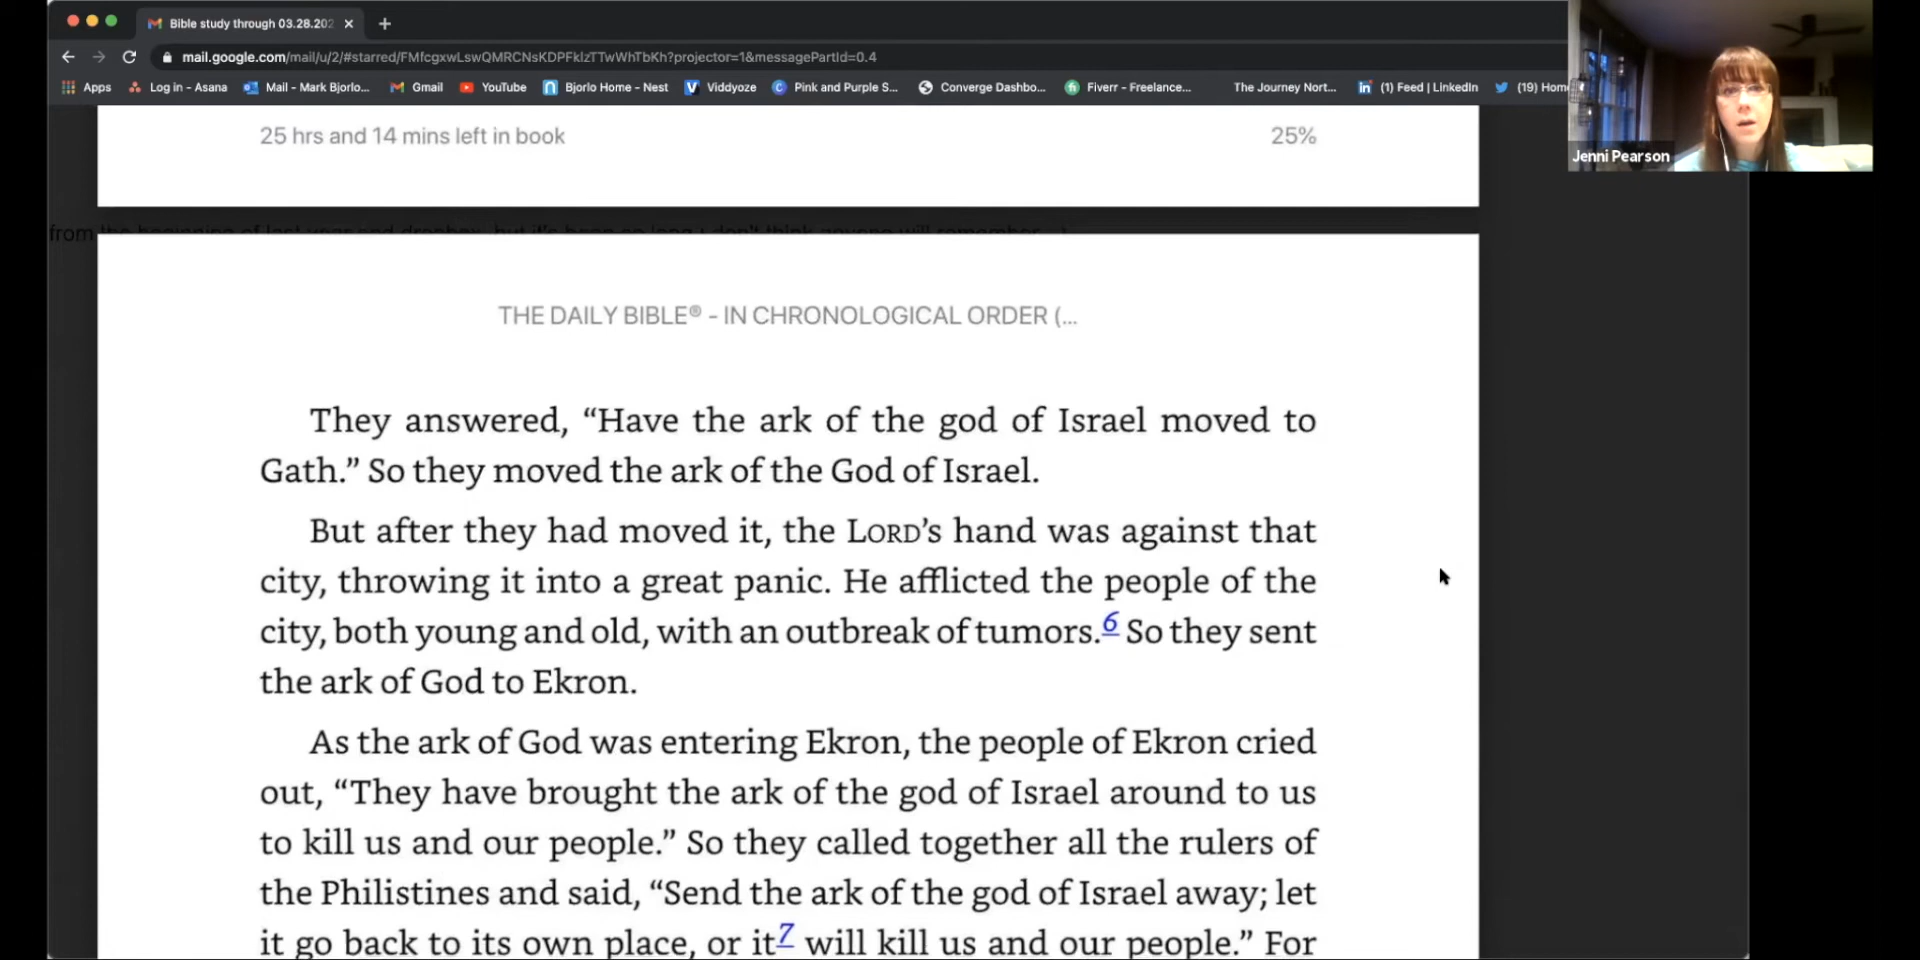 Bible study through 03.28.202
mail.google.com/mail/u/2/#starred/FMfcgxwLswQMRCNsKDPFklzTTwWhTbKh?projector=1&messagePartId=0.4
Apps Log in - Asana Mail - Mark Bjorlo... Gmail YouTube Bjorlo Home - Nest Viddyoze Pink and Purple S... Converge Dashbo... Fiverr - Freelance... The Journey Nort... (1) Feed | LinkedIn (19) Hom
Jenni Pearson
25 hrs and 14 mins left in book 25%
from the beginning of last year and
THE DAILY BIBLE® - IN CHRONOLOGICAL ORDER (...
They answered, “Have the ark of the god of Israel moved to
Gath.” So they moved the ark of the God of Israel.
But after they had moved it, the LORD’s hand was against that
city, throwing it into a great panic. He afflicted the people of the
city, both young and old, with an outbreak of tumors.6 So they sent
the ark of God to Ekron.
As the ark of God was entering Ekron, the people of Ekron cried
out, “They have brought the ark of the god of Israel around to us
to kill us and our people.” So they called together all the rulers of
the Philistines and said, “Send the ark of the god of Israel away; let
it go back to its own place, or it7 will kill us and our people.” For